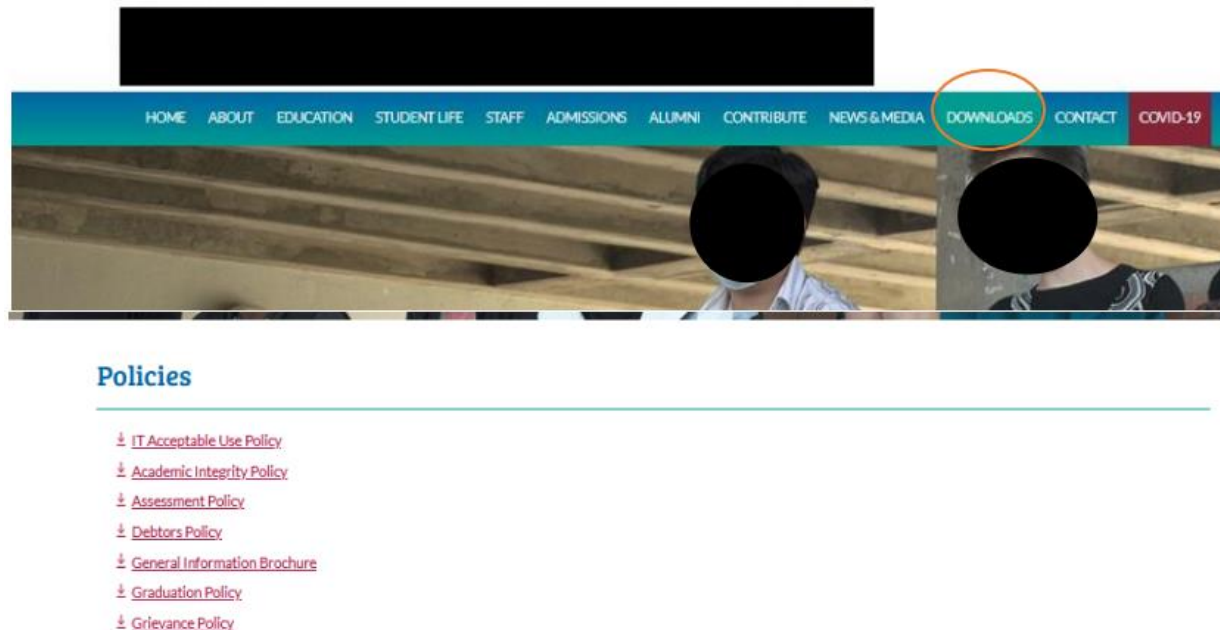 HOME ABOUT EDUCATION STUDENT LIFE STAFF ADMISSIONS ALUMNI CONTRIBUTE NEWS & MEDIA DOWNLOADS CONTACT COVID-19
Policies
IT Acceptable Use Policy
Academic Integrity Policy
Assessment Policy
Debtors Policy
General Information Brochure
Graduation Policy
Grievance Policy